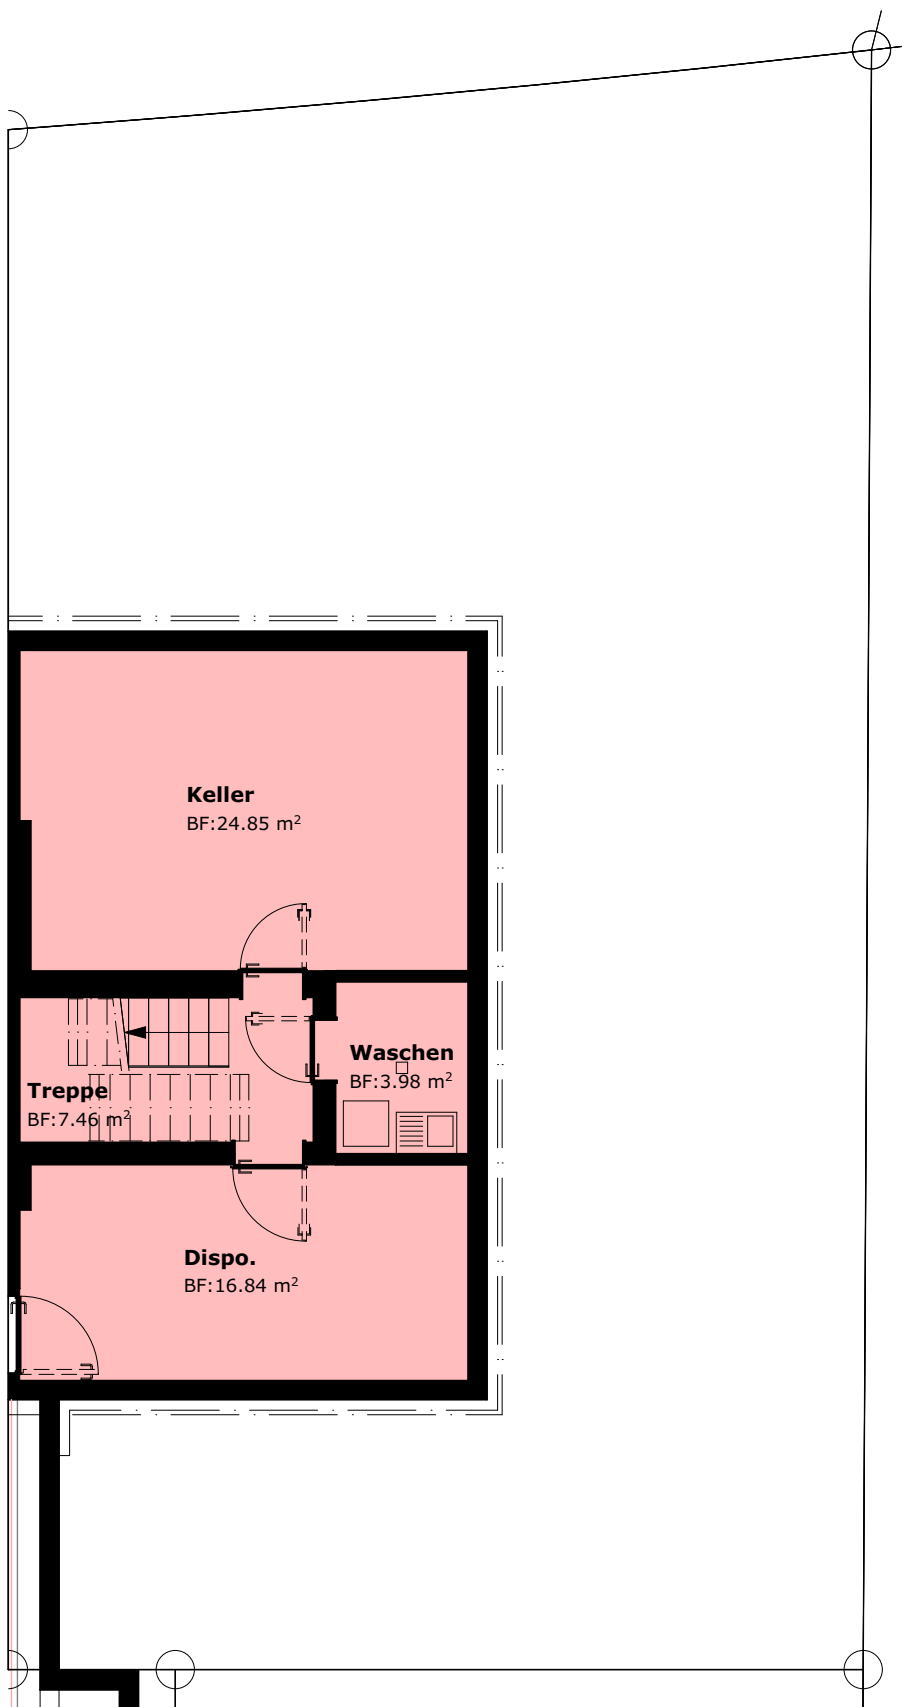 Keller
BF:24.85 m²
Waschen
BF:3.98 m²
Treppe
BF:7.46 m²
Dispo.
BF:16.84 m²